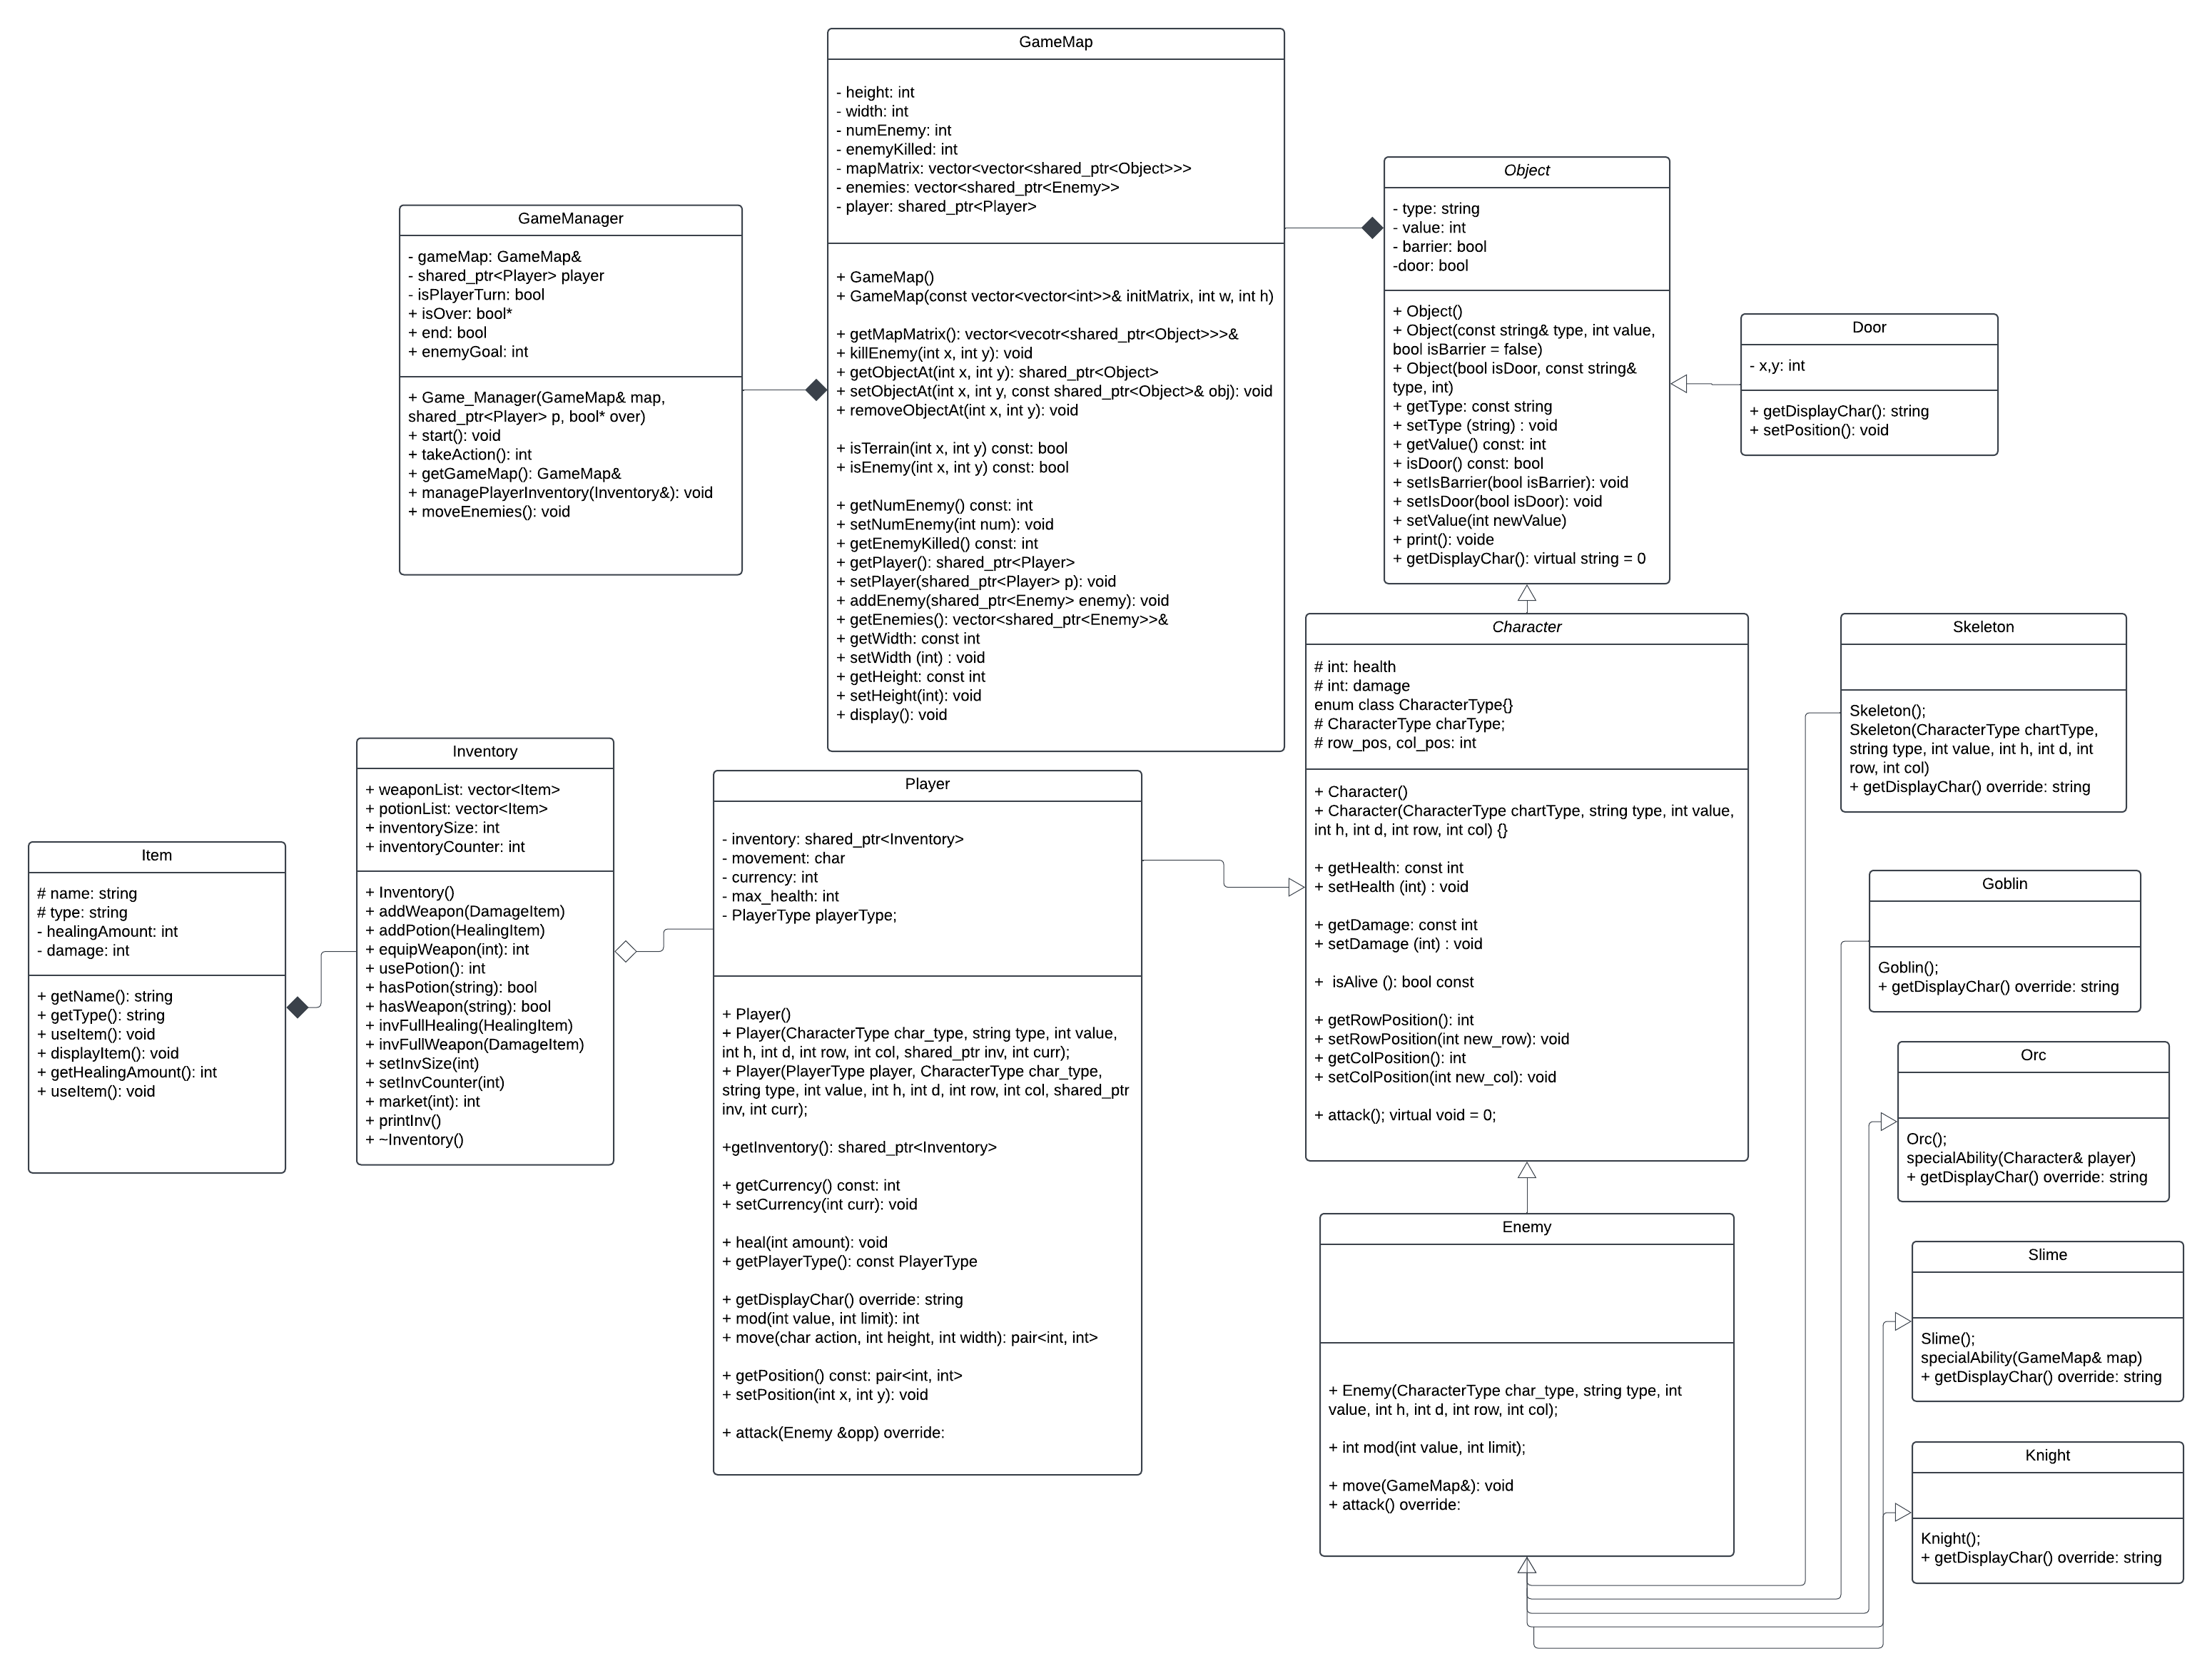 GameMap
- height: int
- width: int
- numEnemy: int
- enemyKilled: int
- mapMatrix: vector<vector<shared_ptr<Object>>>
- enemies: vector<shared_ptr<Enemy>>
- player: shared_ptr<Player>
+ GameMap()
+ GameMap(const vector<vector<int>>& initMatrix, int w, int h)
+ getMapMatrix(): vector<vecotr<shared_ptr<Object>>>&
+ killEnemy(int x, int y): void
+ getObjectAt(int x, int y): shared_ptr<Object>
+ setObjectAt(int x, int y, const shared_ptr<Object>& obj): void
+ removeObjectAt(int x, int y): void
+ isTerrain(int x, int y) const: bool
+ isEnemy(int x, int y) const: bool
+ getNumEnemy() const: int
+ setNumEnemy(int num): void
+ getEnemyKilled() const: int
+ getPlayer(): shared_ptr<Player>
+ setPlayer(shared_ptr<Player> p): void
+ addEnemy(shared_ptr<Enemy> enemy): void
+ getEnemies(): vector<shared_ptr<Enemy>>&
+ getWidth: const int
+ setWidth (int) : void
+ getHeight: const int
+ setHeight(int): void
+ display(): void
GameManager
- gameMap: GameMap&
- shared_ptr<Player> player
- isPlayerTurn: bool
+ isOver: bool*
+ end: bool
+ enemyGoal: int
+ Game_Manager(GameMap& map,
shared_ptr<Player> p, bool* over)
+ start(): void
+ takeAction(): int
+ getGameMap(): GameMap&
+ managePlayerInventory(Inventory&): void
+ moveEnemies(): void
Object
- type: string
- value: int
- barrier: bool
-door: bool
+ Object()
+ Object(const string& type, int value,
bool isBarrier = false)
+ Object(bool isDoor, const string&
type, int)
+ getType: const string
+ setType (string) : void
+ getValue() const: int
+ isDoor() const: bool
+ setIsBarrier(bool isBarrier): void
+ setIsDoor(bool isDoor): void
+ setValue(int newValue)
+ print(): voide
+ getDisplayChar(): virtual string = 0
Door
- x,y: int
+ getDisplayChar(): string
+ setPosition(): void
Character
# int: health
# int: damage
enum class CharacterType{}
# CharacterType charType;
# row_pos, col_pos: int
+ Character()
+ Character(CharacterType chartType, string type, int value,
int h, int d, int row, int col) {}
+ getHealth: const int
+ setHealth (int) : void
+ getDamage: const int
+ setDamage (int) : void
+  isAlive (): bool const
+ getRowPosition(): int
+ setRowPosition(int new_row): void
+ getColPosition(): int
+ setColPosition(int new_col): void
+ attack(); virtual void = 0;
Skeleton
Skeleton();
Skeleton(CharacterType chartType,
string type, int value, int h, int d, int
row, int col)
+ getDisplayChar() override: string
Inventory
+ weaponList: vector<Item>
+ potionList: vector<Item>
+ inventorySize: int
+ inventoryCounter: int
+ Inventory()
+ addWeapon(DamageItem)
+ addPotion(HealingItem)
+ equipWeapon(int): int
+ usePotion(): int
+ hasPotion(string): bool
+ hasWeapon(string): bool
+ invFullHealing(HealingItem)
+ invFullWeapon(DamageItem)
+ setInvSize(int)
+ setInvCounter(int)
+ market(int): int
+ printInv()
+ ~Inventory()
Player
- inventory: shared_ptr<Inventory>
- movement: char
- currency: int
- max_health: int
- PlayerType playerType;
+ Player()
+ Player(CharacterType char_type, string type, int value,
int h, int d, int row, int col, shared_ptr inv, int curr);
+ Player(PlayerType player, CharacterType char_type,
string type, int value, int h, int d, int row, int col, shared_ptr
inv, int curr);
+getInventory(): shared_ptr<Inventory>
+ getCurrency() const: int
+ setCurrency(int curr): void
+ heal(int amount): void
+ getPlayerType(): const PlayerType
+ getDisplayChar() override: string
+ mod(int value, int limit): int
+ move(char action, int height, int width): pair<int, int>
+ getPosition() const: pair<int, int>
+ setPosition(int x, int y): void
+ attack(Enemy &opp) override:
Item
# name: string
# type: string
- healingAmount: int
- damage: int
+ getName(): string
+ getType(): string
+ useItem(): void
+ displayItem(): void
+ getHealingAmount(): int
+ useItem(): void
Goblin
Goblin();
+ getDisplayChar() override: string
Orc
Orc();
specialAbility(Character& player)
+ getDisplayChar() override: string
Enemy
+ Enemy(CharacterType char_type, string type, int
value, int h, int d, int row, int col);
+ int mod(int value, int limit);
+ move(GameMap&): void
+ attack() override:
Slime
Slime();
specialAbility(GameMap& map)
+ getDisplayChar() override: string
Knight
Knight();
+ getDisplayChar() override: string